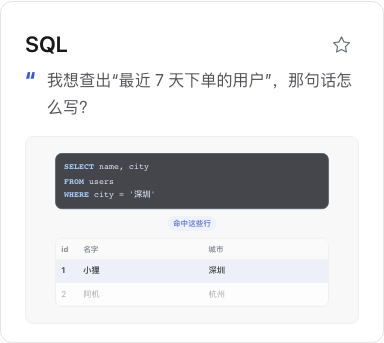 SQL
“ 我想查出“最近 7 天下单的用户”，那句话怎
么写?
SELECT name, city
FROM users
WHERE city = '深圳'
命中这些行
id 名字 城市
1 小狸 深圳
2 阿机 杭州